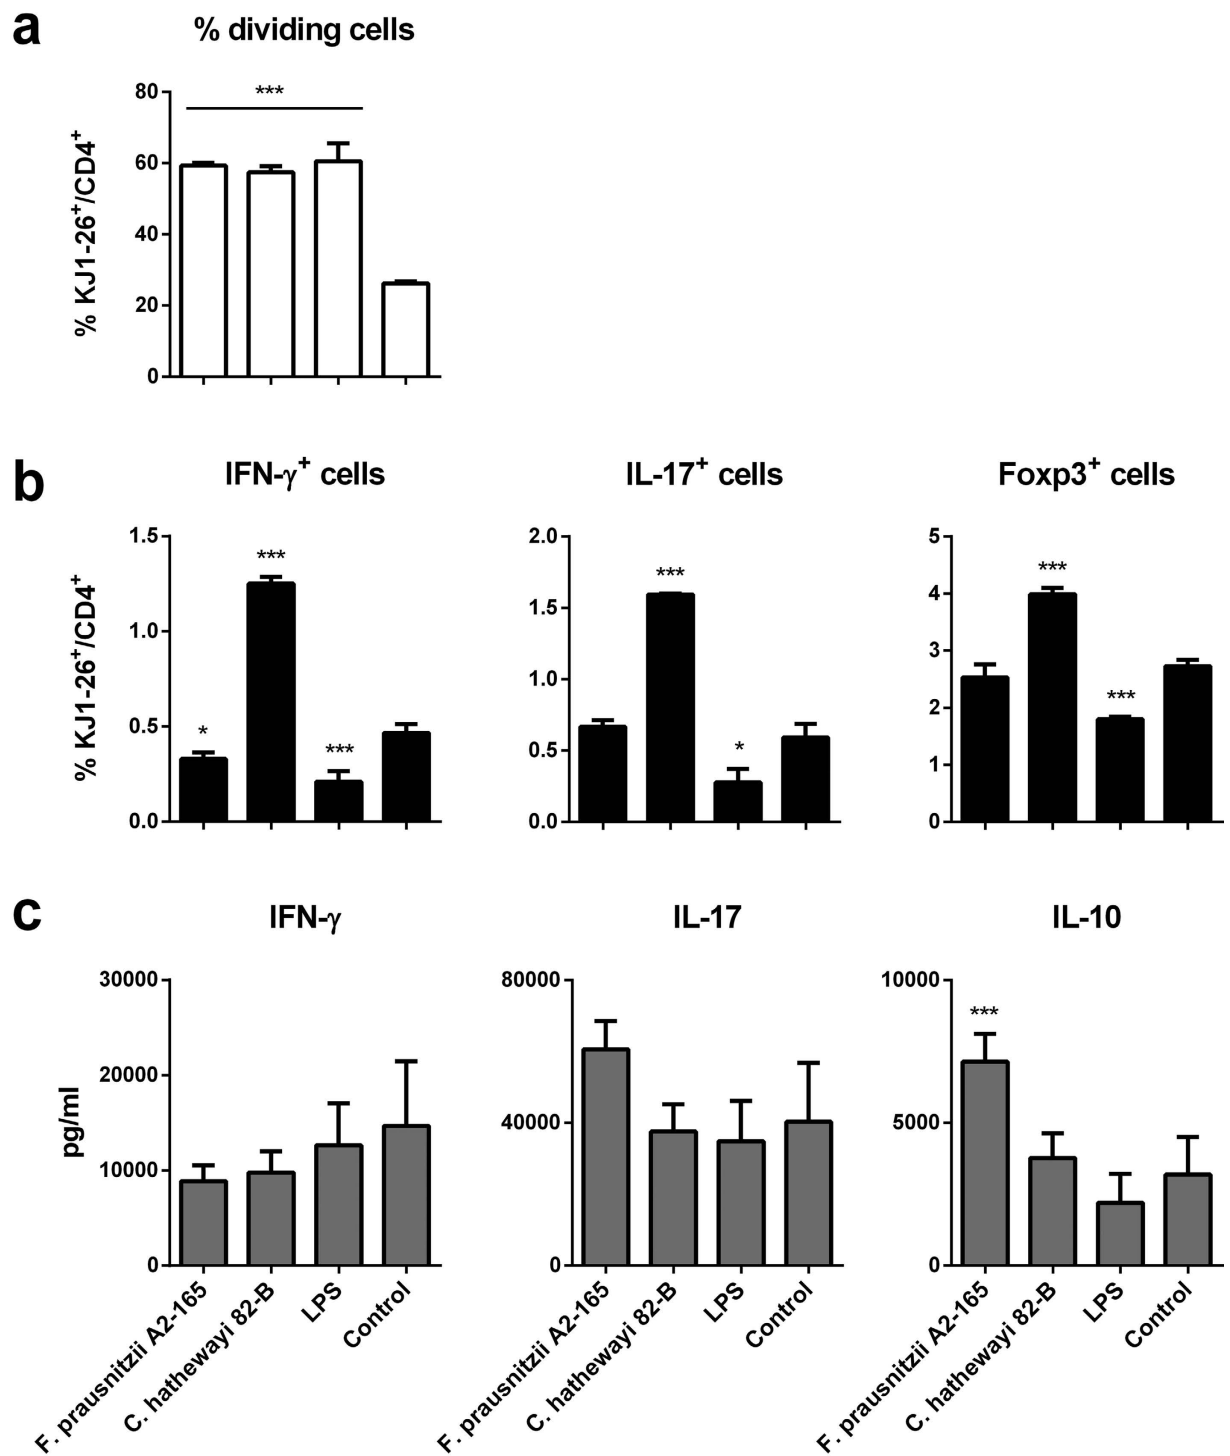 a
% dividing cells
% KJ1-26⁺/CD4⁺
80
60
40
20
0
***
b
IFN-γ⁺ cells
IL-17⁺ cells
Foxp3⁺ cells
% KJ1-26⁺/CD4⁺
1.5
1.0
0.5
0.0
*
***
***
2.0
1.5
1.0
0.5
0.0
***
*
5
4
3
2
1
0
***
***
c
IFN-γ
IL-17
IL-10
pg/ml
30000
20000
10000
0
80000
40000
0
10000
5000
0
***
F. prausnitzii A2-165
C. hathewayi 82-B
LPS
Control
F. prausnitzii A2-165
C. hathewayi 82-B
LPS
Control
F. prausnitzii A2-165
C. hathewayi 82-B
LPS
Control